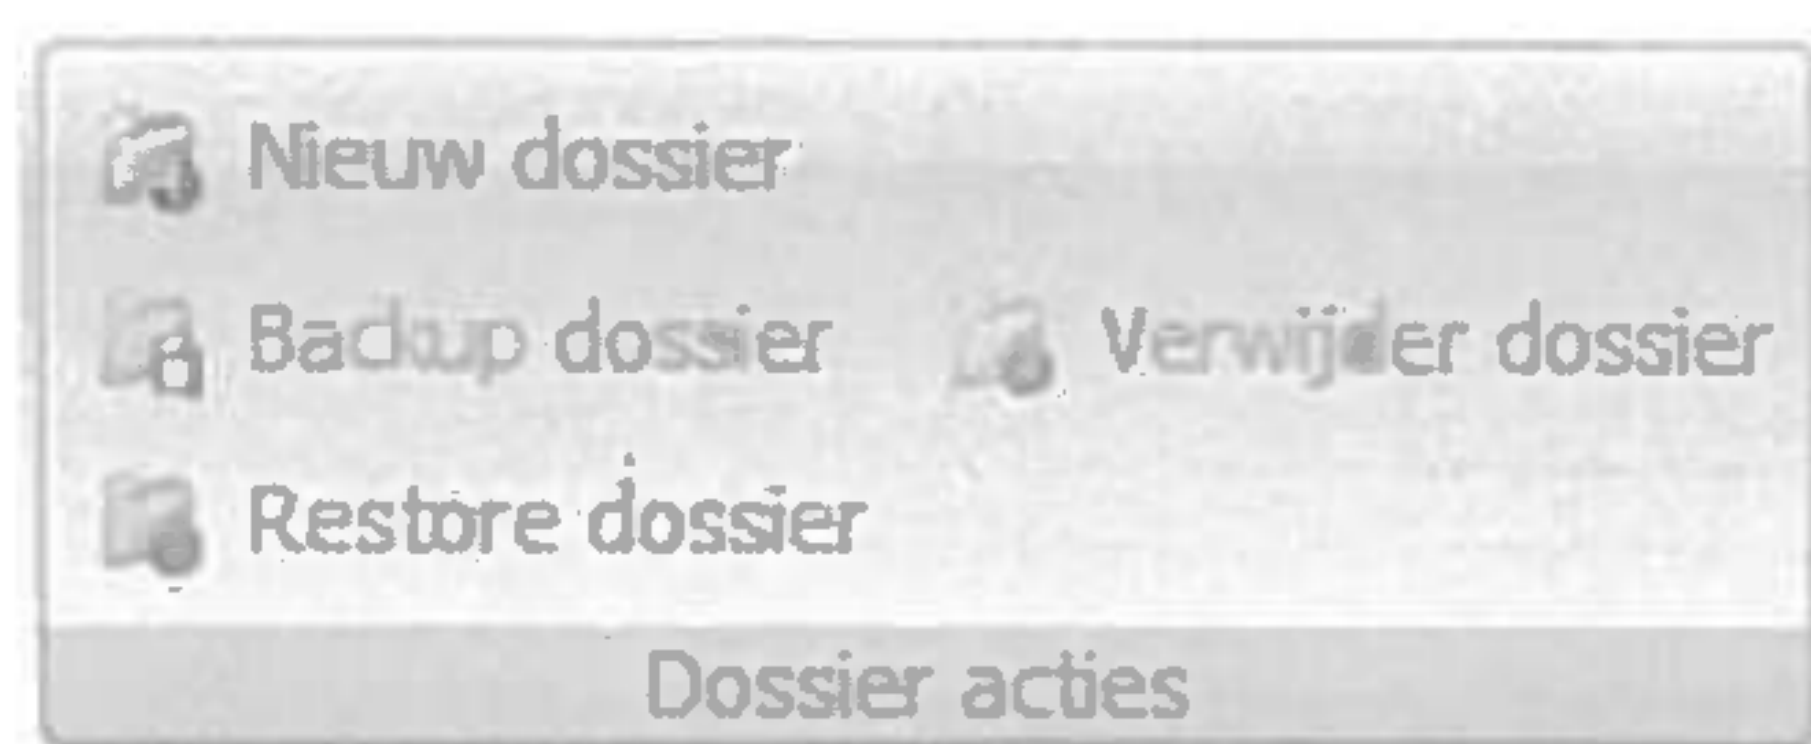 Nieuw dossier
Backup dossier Verwijder dossier
Restore dossier
Dossier acties